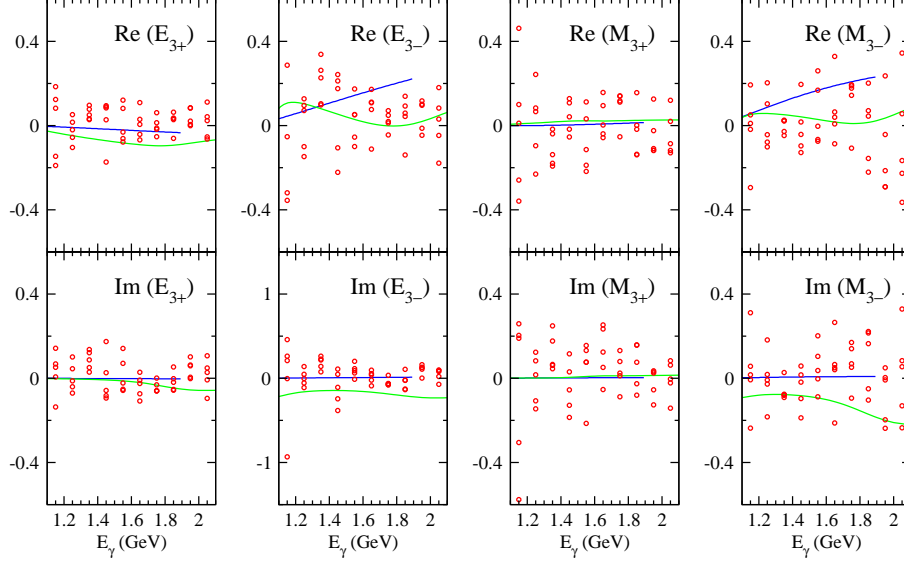 Re (E₃₊) Re (E₃₋) Re (M₃₊) Re (M₃₋)
0.4 0.4 0.4 0.4
0 0 0 0
-0.4 -0.4 -0.4 -0.4
Im (E₃₊) Im (E₃₋) Im (M₃₊) Im (M₃₋)
0.4 1 0.4 0.4
0 0 0 0
-0.4 -1 -0.4 -0.4
1.2 1.4 1.6 1.8 2 1.2 1.4 1.6 1.8 2 1.2 1.4 1.6 1.8 2 1.2 1.4 1.6 1.8 2
E_γ (GeV) E_γ (GeV) E_γ (GeV) E_γ (GeV)